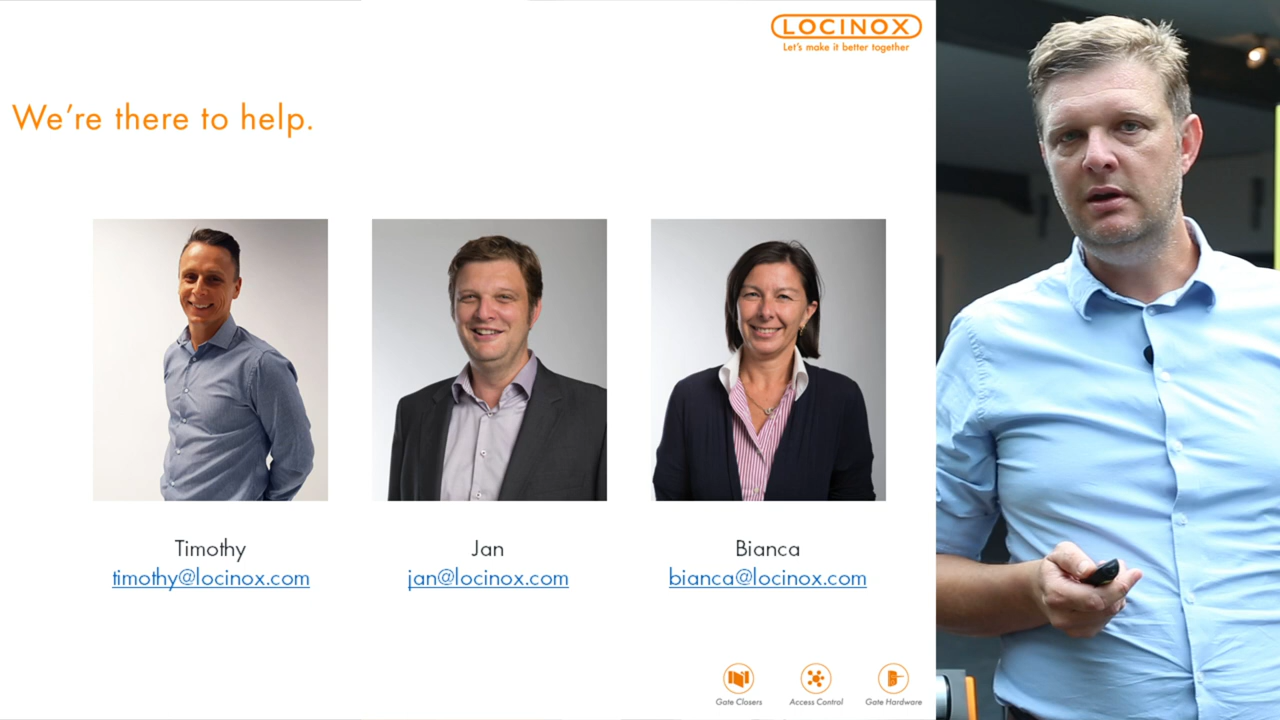 LOCINOX
Let's make it better together
We're there to help.
Timothy
timothy@locinox.com
Jan
jan@locinox.com
Bianca
bianca@locinox.com
Gate Closers
Access Control
Gate Hardware